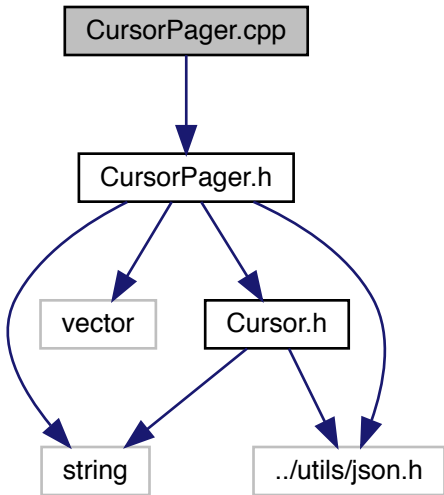 CursorPager.cpp
CursorPager.h
vector
Cursor.h
string
../utils/json.h